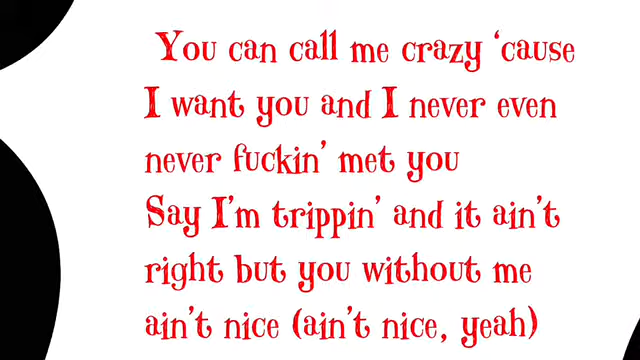 You can call me crazy ‘cause
I want you and I never even
never fuckin’ met you
Say I’m trippin’ and it ain’t
right but you without me
ain’t nice (ain’t nice, yeah)